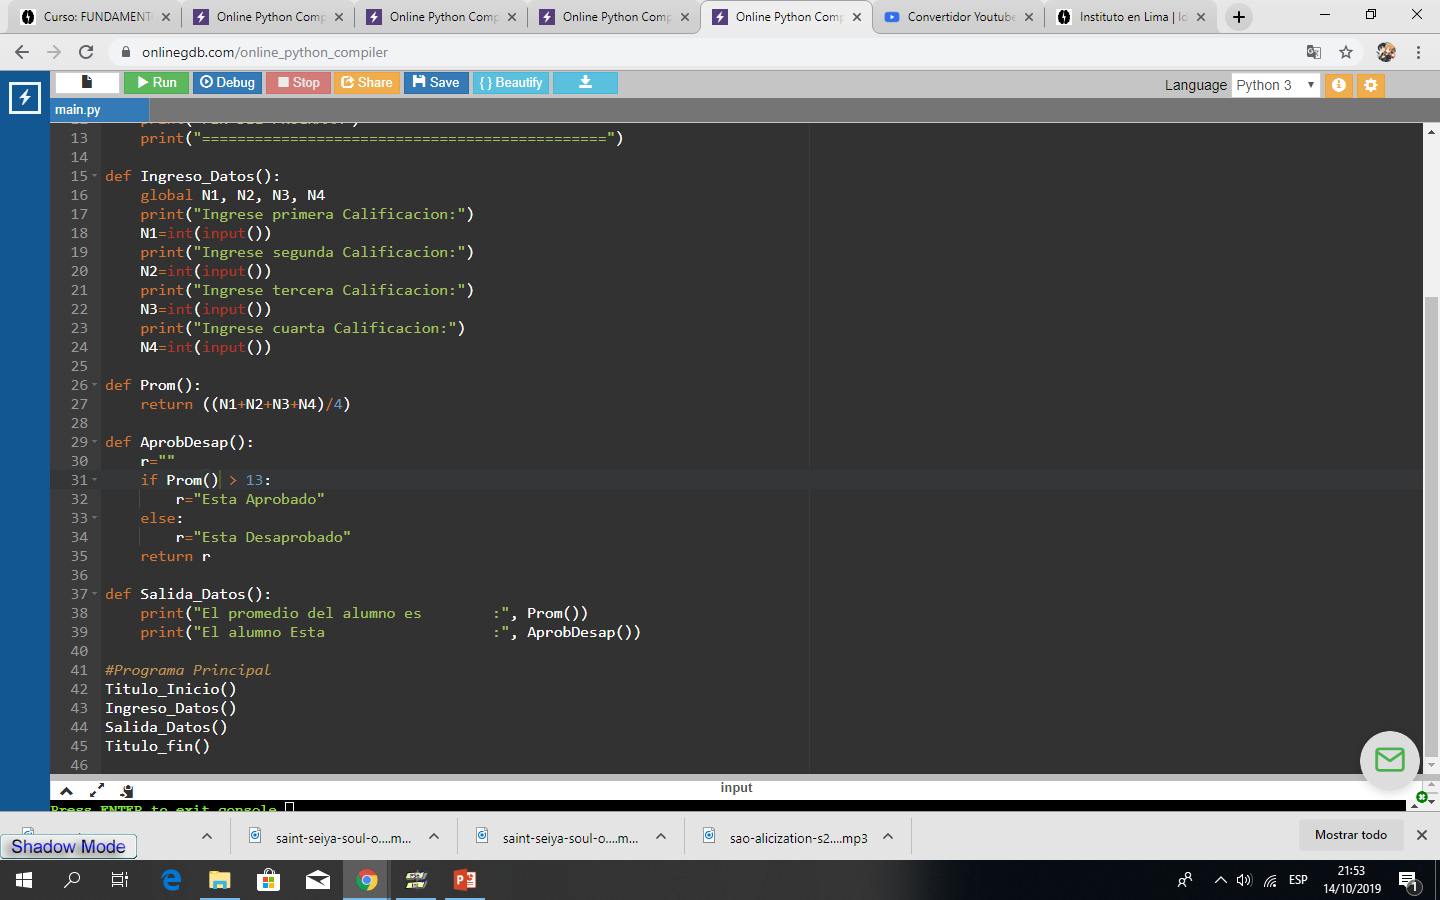 Curso: FUNDAMENT
Online Python Comp
Online Python Comp
Online Python Comp
Online Python Comp
Convertidor Youtube
Instituto en Lima | Id
onlinegdb.com/online_python_compiler
Run Debug Stop Share Save { } Beautify
Language Python 3
main.py
13 print("==============================================")
14
15 def Ingreso_Datos():
16 global N1, N2, N3, N4
17 print("Ingrese primera Calificacion:")
18 N1=int(input())
19 print("Ingrese segunda Calificacion:")
20 N2=int(input())
21 print("Ingrese tercera Calificacion:")
22 N3=int(input())
23 print("Ingrese cuarta Calificacion:")
24 N4=int(input())
25
26 def Prom():
27 return ((N1+N2+N3+N4)/4)
28
29 def AprobDesap():
30 r=""
31 if Prom() > 13:
32 r="Esta Aprobado"
33 else:
34 r="Esta Desaprobado"
35 return r
36
37 def Salida_Datos():
38 print("El promedio del alumno es        :", Prom())
39 print("El alumno Esta                   :", AprobDesap())
40
41 #Programa Principal
42 Titulo_Inicio()
43 Ingreso_Datos()
44 Salida_Datos()
45 Titulo_fin()
46
input
Press ENTER to exit console.
saint-seiya-soul-o....m...
saint-seiya-soul-o....m...
sao-alicization-s2....mp3
Mostrar todo
Shadow Mode
ESP
21:53
14/10/2019
1